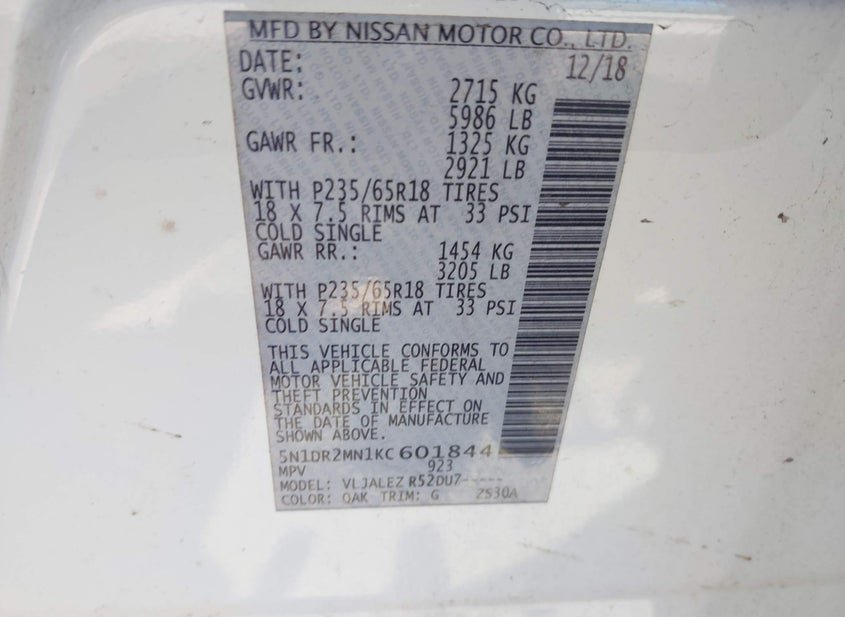 MFD BY NISSAN MOTOR CO., LTD.
DATE: 12/18
GVWR: 2715 KG
5986 LB
GAWR FR.: 1325 KG
2921 LB
WITH P235/65R18 TIRES
18 X 7.5 RIMS AT 33 PSI
COLD SINGLE
GAWR RR.: 1454 KG
3205 LB
WITH P235/65R18 TIRES
18 X 7.5 RIMS AT 33 PSI
COLD SINGLE
THIS VEHICLE CONFORMS TO
ALL APPLICABLE FEDERAL
MOTOR VEHICLE SAFETY AND
THEFT PREVENTION
STANDARDS IN EFFECT ON
THE DATE OF MANUFACTURE
SHOWN ABOVE.
5N1DR2MN1KC601844
MPV 923
MODEL: VLJALEZ R52DU7-----
COLOR: QAK TRIM: G ZS30A